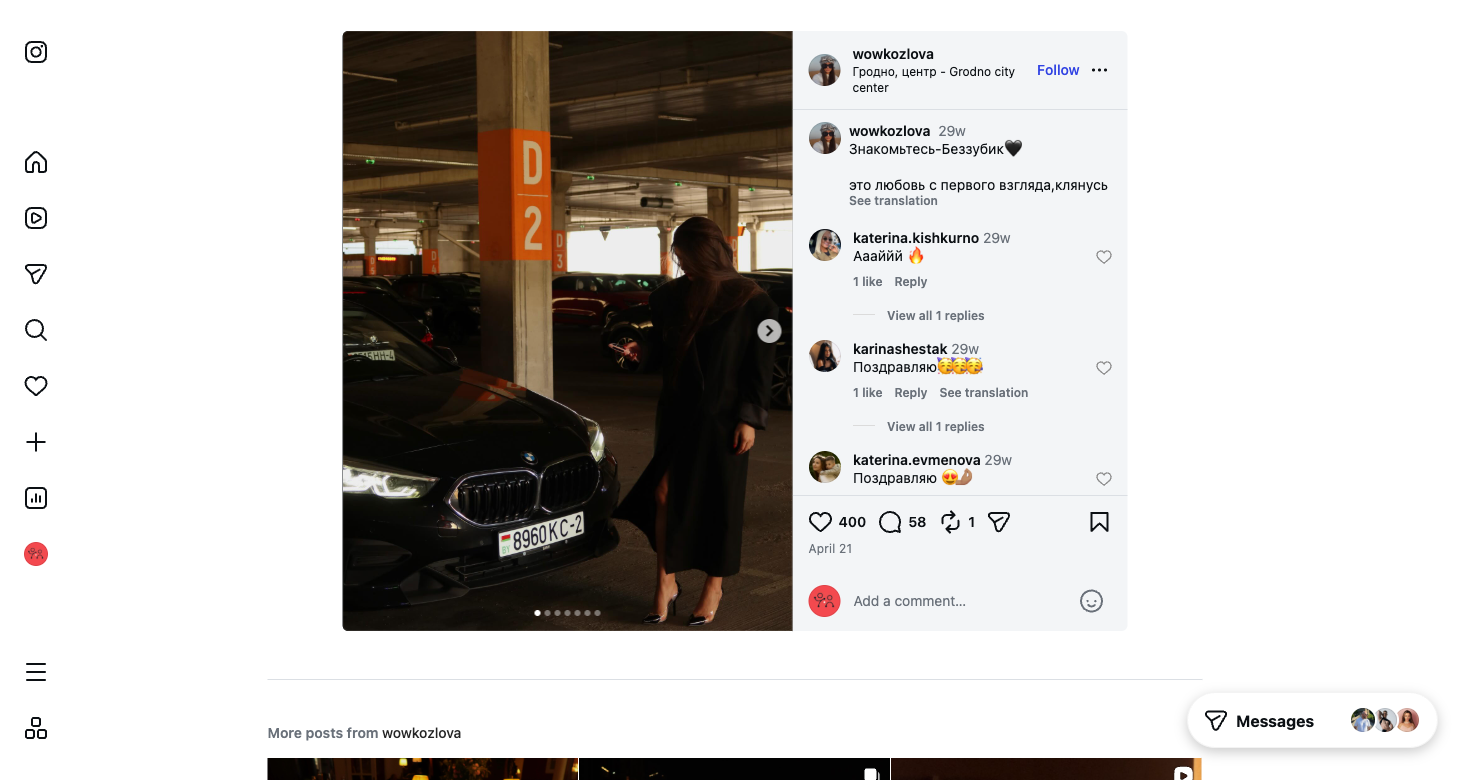 wowkozlova
Гродно, центр - Grodno city
center
Follow
wowkozlova 29w
Знакомьтесь-Беззубик🖤
это любовь с первого взгляда,клянусь
See translation
katerina.kishkurno 29w
Аааййй 🔥
1 like Reply
View all 1 replies
karinashestak 29w
Поздравляю🥳🥳🥳
1 like Reply See translation
View all 1 replies
katerina.evmenova 29w
Поздравляю 😍🤌🏼
400 58 1
April 21
Add a comment...
D
2
D
3
8960 KC-2
BY
More posts from wowkozlova
Messages